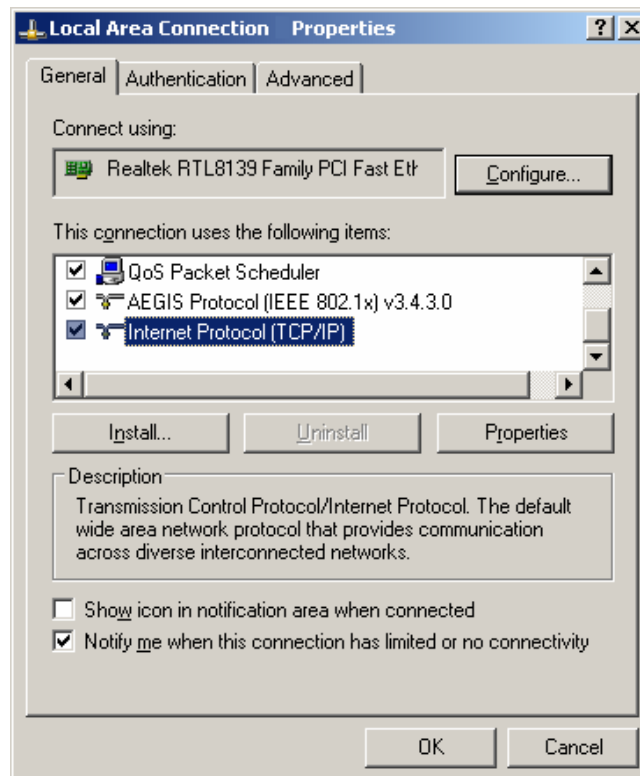 Local Area Connection Properties
General
Authentication
Advanced
Connect using:
Realtek RTL8139 Family PCI Fast Eth
Configure...
This connection uses the following items:
QoS Packet Scheduler
AEGIS Protocol (IEEE 802.1x) v3.4.3.0
Internet Protocol (TCP/IP)
Install...
Uninstall
Properties
Description
Transmission Control Protocol/Internet Protocol. The default
wide area network protocol that provides communication
across diverse interconnected networks.
Show icon in notification area when connected
Notify me when this connection has limited or no connectivity
OK
Cancel